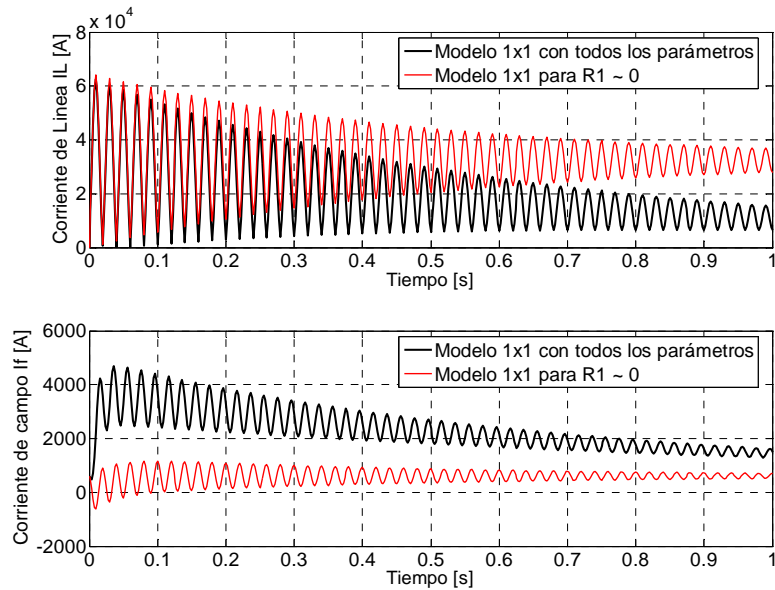 x 10⁴
8
6
4
2
0
Corriente de Línea IL [A]
Modelo 1x1 con todos los parámetros
Modelo 1x1 para R1 ~ 0
0 0.1 0.2 0.3 0.4 0.5 0.6 0.7 0.8 0.9 1
Tiempo [s]
6000
4000
2000
0
-2000
Corriente de campo If [A]
Modelo 1x1 con todos los parámetros
Modelo 1x1 para R1 ~ 0
0 0.1 0.2 0.3 0.4 0.5 0.6 0.7 0.8 0.9 1
Tiempo [s]